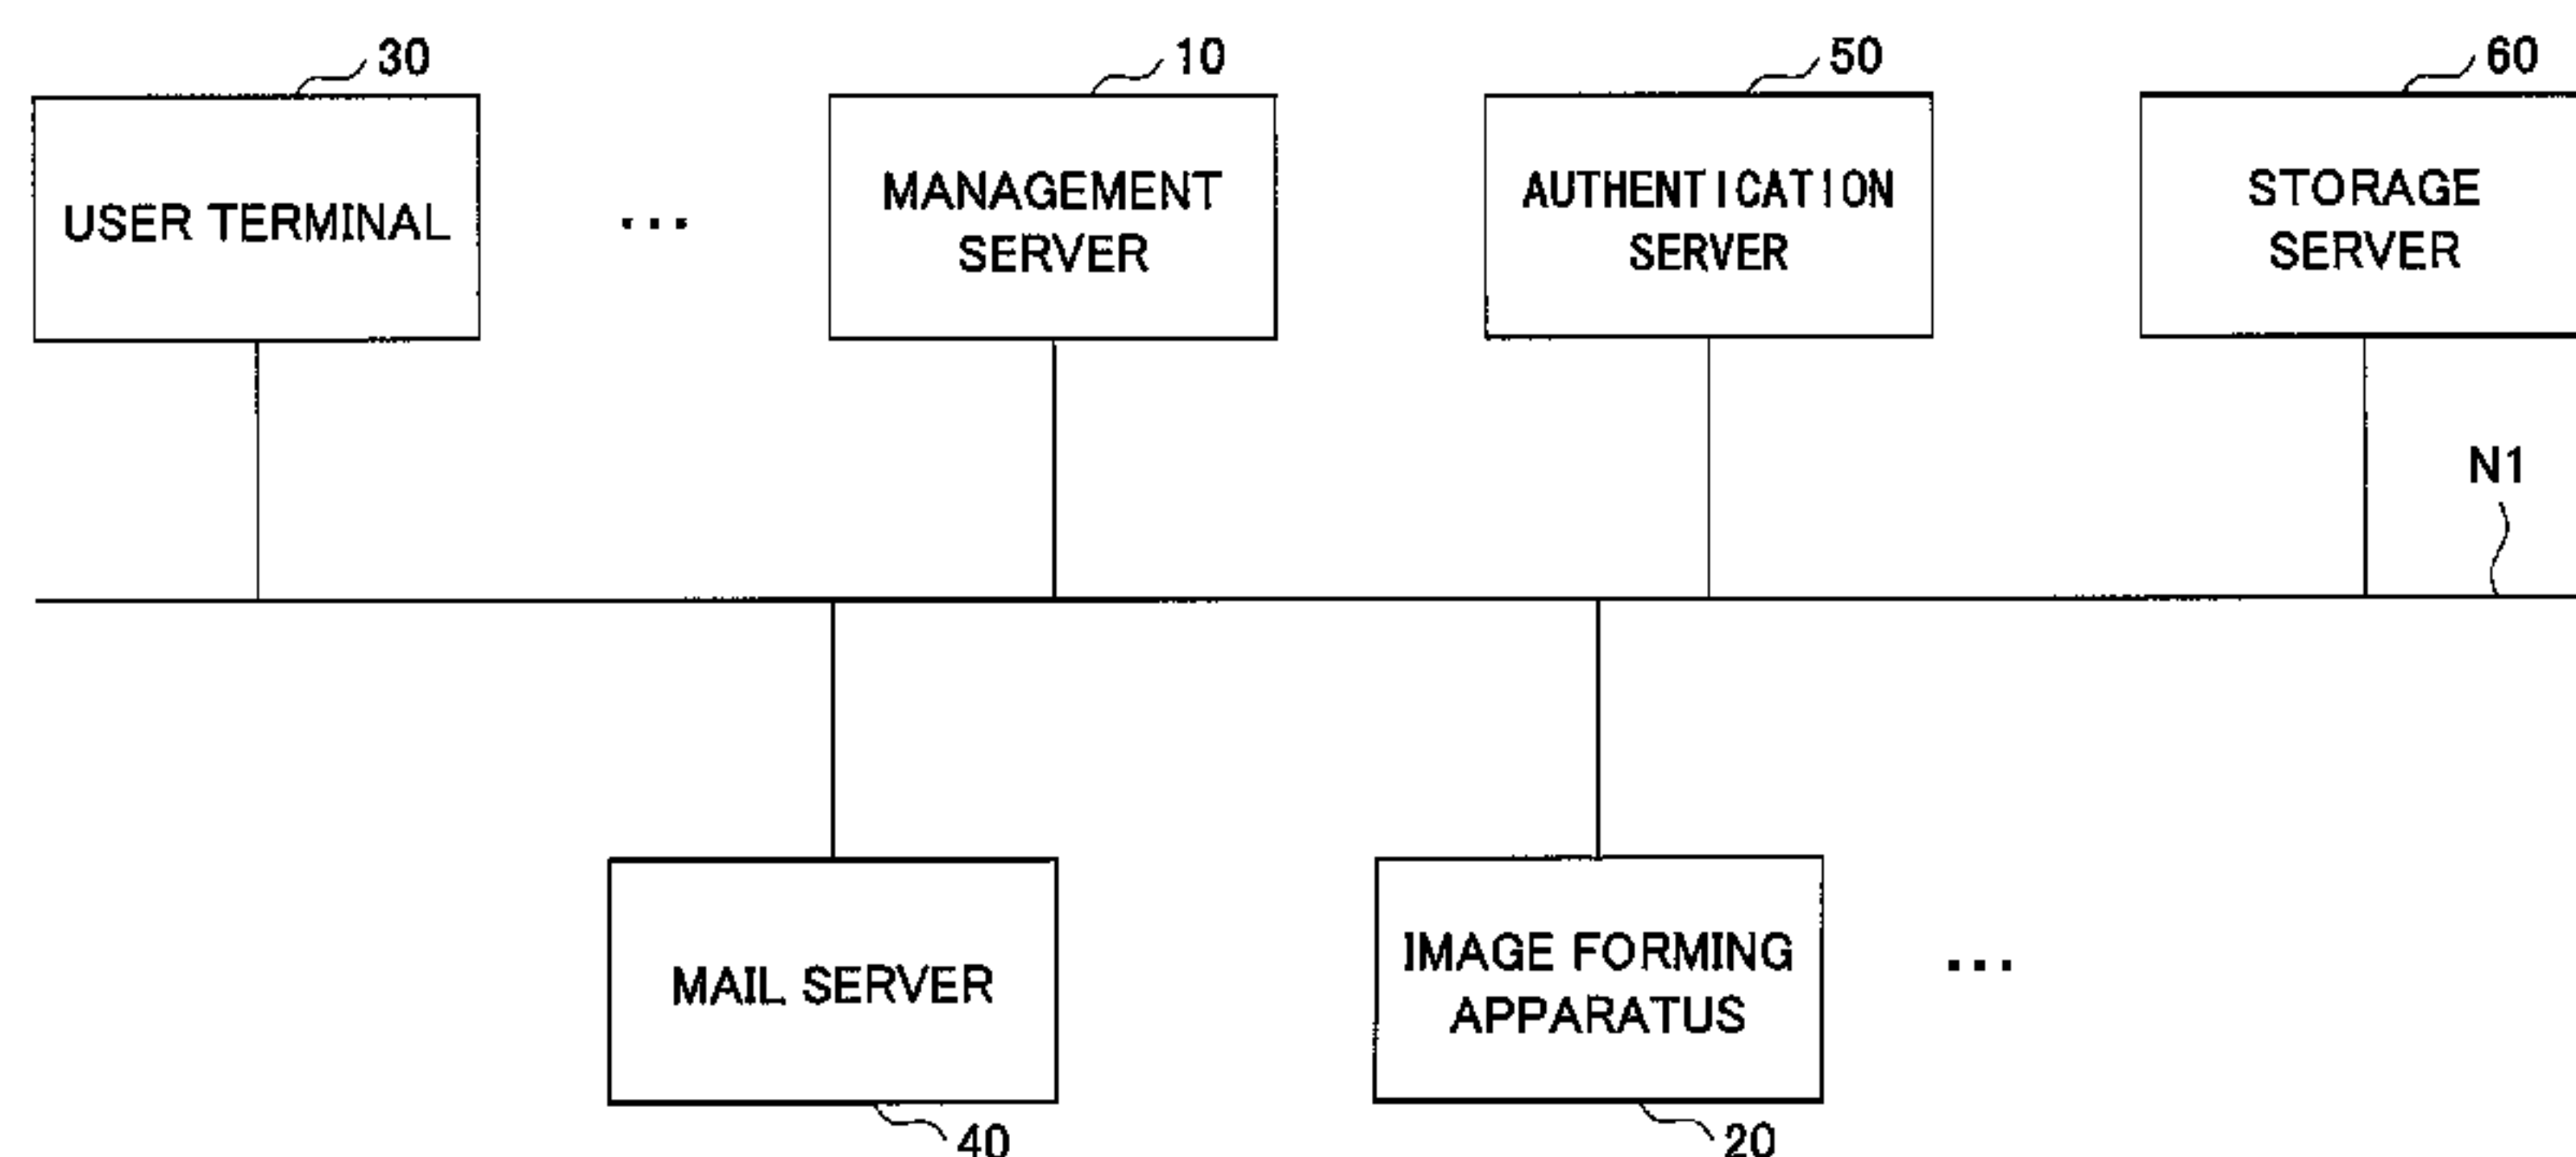 30
10
50
60
USER TERMINAL
...
MANAGEMENT
SERVER
AUTHENTICATION
SERVER
STORAGE
SERVER
N1
MAIL SERVER
IMAGE FORMING
APPARATUS
...
40
20